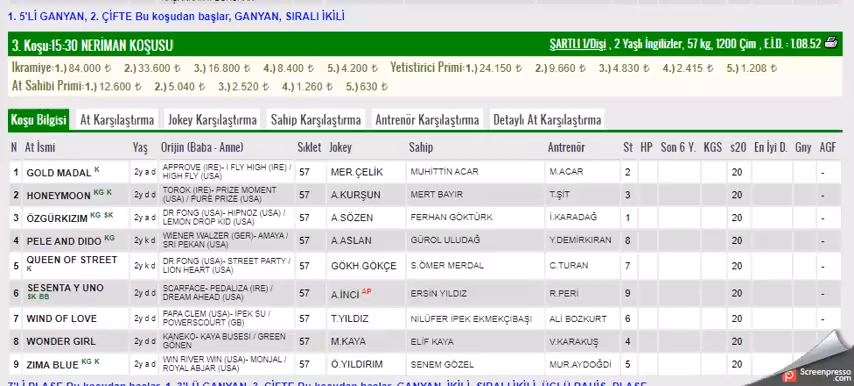 1. 5'Lİ GANYAN, 2. ÇİFTE Bu koşudan başlar, GANYAN, SIRALI İKİLİ
3. Koşu:15:30 NERİMAN KOŞUSU ŞARTLI 1/Dişi , 2 Yaşlı İngilizler, 57 kg, 1200 Çim , E.İ.D. : 1.08.52
Ikramiye:1.) 84.000 ₺ 2.) 33.600 ₺ 3.) 16.800 ₺ 4.) 8.400 ₺ 5.) 4.200 ₺ Yetistirici Primi:1.) 24.150 ₺ 2.) 9.660 ₺ 3.) 4.830 ₺ 4.) 2.415 ₺ 5.) 1.208 ₺
At Sahibi Primi:1.) 12.600 ₺ 2.) 5.040 ₺ 3.) 2.520 ₺ 4.) 1.260 ₺ 5.) 630 ₺
Koşu Bilgisi At Karşılaştırma Jokey Karşılaştırma Sahip Karşılaştırma Antrenör Karşılaştırma Detaylı At Karşılaştırma
N At İsmi Yaş Orijin (Baba - Anne) Sıklet Jokey Sahip Antrenör St HP Son 6 Y. KGS s20 En İyi D. Gny AGF
1 GOLD MADAL K 2y a d APPROVE (IRE)- I FLY HIGH (IRE) / HIGH FLY (USA) 57 MER.ÇELİK MUHİTTİN ACAR M.ACAR 2 20 -
2 HONEYMOON KG K 2y d d TOROK (IRE)- PRIZE MOMENT (USA) / PURE PRIZE (USA) 57 A.KURŞUN MERT BAYIR T.ŞİT 3 20 -
3 ÖZGÜRKIZIM KG SK 2y a d DR FONG (USA)- HIPNOZ (USA) / LEMON DROP KID (USA) 57 A.SÖZEN FERHAN GÖKTÜRK İ.KARADAĞ 1 20 -
4 PELE AND DIDO KG 2y k d WIENER WALZER (GER)- AMAYA / SRI PEKAN (USA) 57 A.ASLAN GÜROL ULUDAĞ Y.DEMİRKIRAN 8 20 -
5 QUEEN OF STREET K 2y k d DR FONG (USA)- STREET PARTY / LION HEART (USA) 57 GÖKH.GÖKÇE S.ÖMER MERDAL C.TURAN 7 20 -
6 SESENTA Y UNO SK BB 2y d d SCARFACE- PEDALIZA (IRE) / DREAM AHEAD (USA) 57 A.İNCİ AP ERSİN YILDIZ R.PERİ 9 20 -
7 WIND OF LOVE 2y d d PAPA CLEM (USA)- İPEK SU / POWERSCOURT (GB) 57 T.YILDIZ NİLÜFER İPEK EKMEKÇİBAŞI ALİ BOZKURT 6 20 -
8 WONDER GIRL 2y d d KANEKO- KAYA BUSESİ / GREEN GÖNEN 57 M.KAYA ELİF KAYA V.KARAKUŞ 4 20 -
9 ZIMA BLUE KG K 2y a d WIN RIVER WIN (USA)- MONJAL / ROYAL ABJAR (USA) 57 Ö.YILDIRIM SENEM GÖZEL MUR.AYDOĞDİ 5 20
Screenpresso
.com